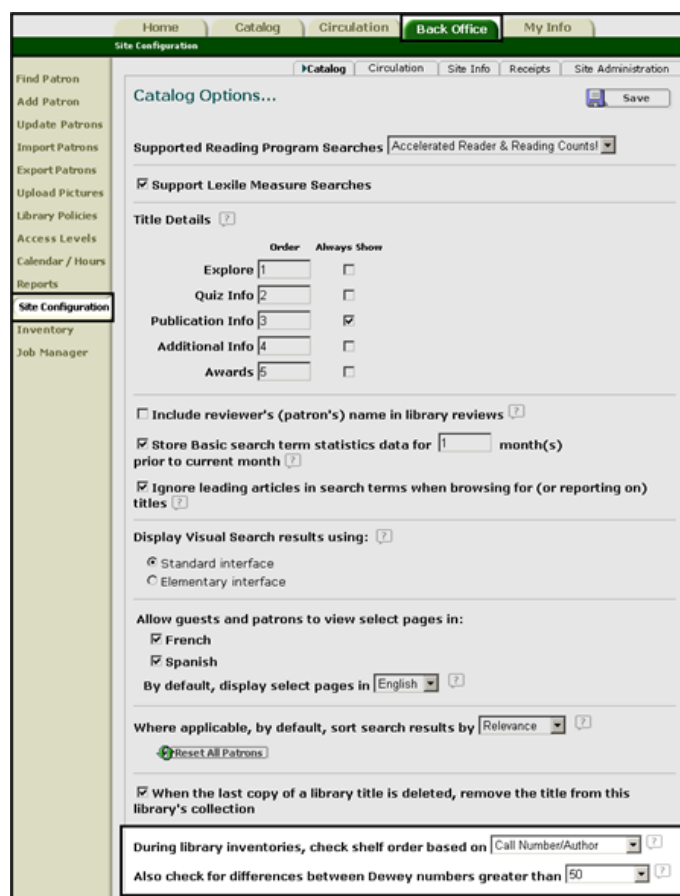 Home Catalog Circulation Back Office My Info
Site Configuration
Find Patron
Add Patron
Update Patrons
Import Patrons
Export Patrons
Upload Pictures
Library Policies
Access Levels
Calendar / Hours
Reports
Site Configuration
Inventory
Job Manager
Catalog Circulation Site Info Receipts Site Administration
Catalog Options...
Save
Supported Reading Program Searches Accelerated Reader & Reading Counts!
Support Lexile Measure Searches
Title Details ?
Order Always Show
Explore 1
Quiz Info 2
Publication Info 3
Additional Info 4
Awards 5
Include reviewer's (patron's) name in library reviews ?
Store Basic search term statistics data for 1 month(s)
prior to current month ?
Ignore leading articles in search terms when browsing for (or reporting on)
titles ?
Display Visual Search results using: ?
Standard interface
Elementary interface
Allow guests and patrons to view select pages in:
French
Spanish
By default, display select pages in English ?
Where applicable, by default, sort search results by Relevance ?
Reset All Patrons
When the last copy of a library title is deleted, remove the title from this
library's collection
During library inventories, check shelf order based on Call Number/Author ?
Also check for differences between Dewey numbers greater than 50 ?